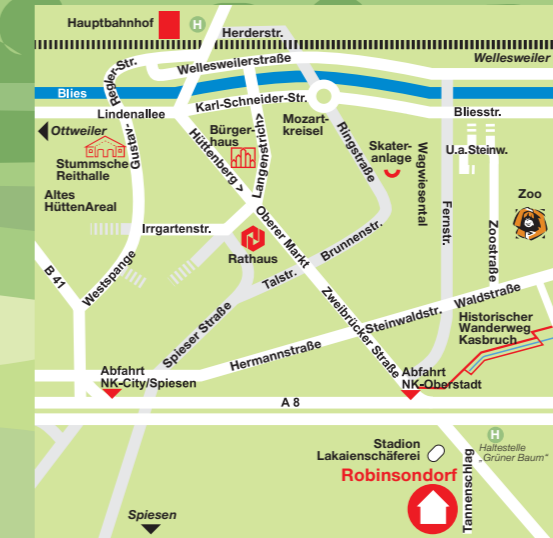 Hauptbahnhof
H
Herderstr.
Wellesweilerstraße
Wellesweiler
Gustav-Regler-Str.
Blies
Lindenallee
Karl-Schneider-Str.
Bliesstr.
Ottweiler
Stummsche
Reithalle
Hüttenberg >
Bürger-
haus
Langenstrich>
Mozart-
kreisel
Ringstraße
Skater-
anlage
Wagwiesental
U.a.Steinw.
Altes
HüttenAreal
Irrgartenstr.
Oberer Markt
Rathaus
Fernstr.
Zoostraße
Zoo
B 41
Westspange
Talstr.
Brunnenstr.
Spieser Straße
Zweibrücker Straße
Hermannstraße
Steinwaldstr.
Waldstraße
Historischer
Wanderweg
Kasbruch
Abfahrt
NK-City/Spiesen
Abfahrt
NK-Oberstadt
A 8
Stadion
Lakaienschäferei
Robinsondorf
Tannenschlag
H
Haltestelle
„Grüner Baum"
Spiesen